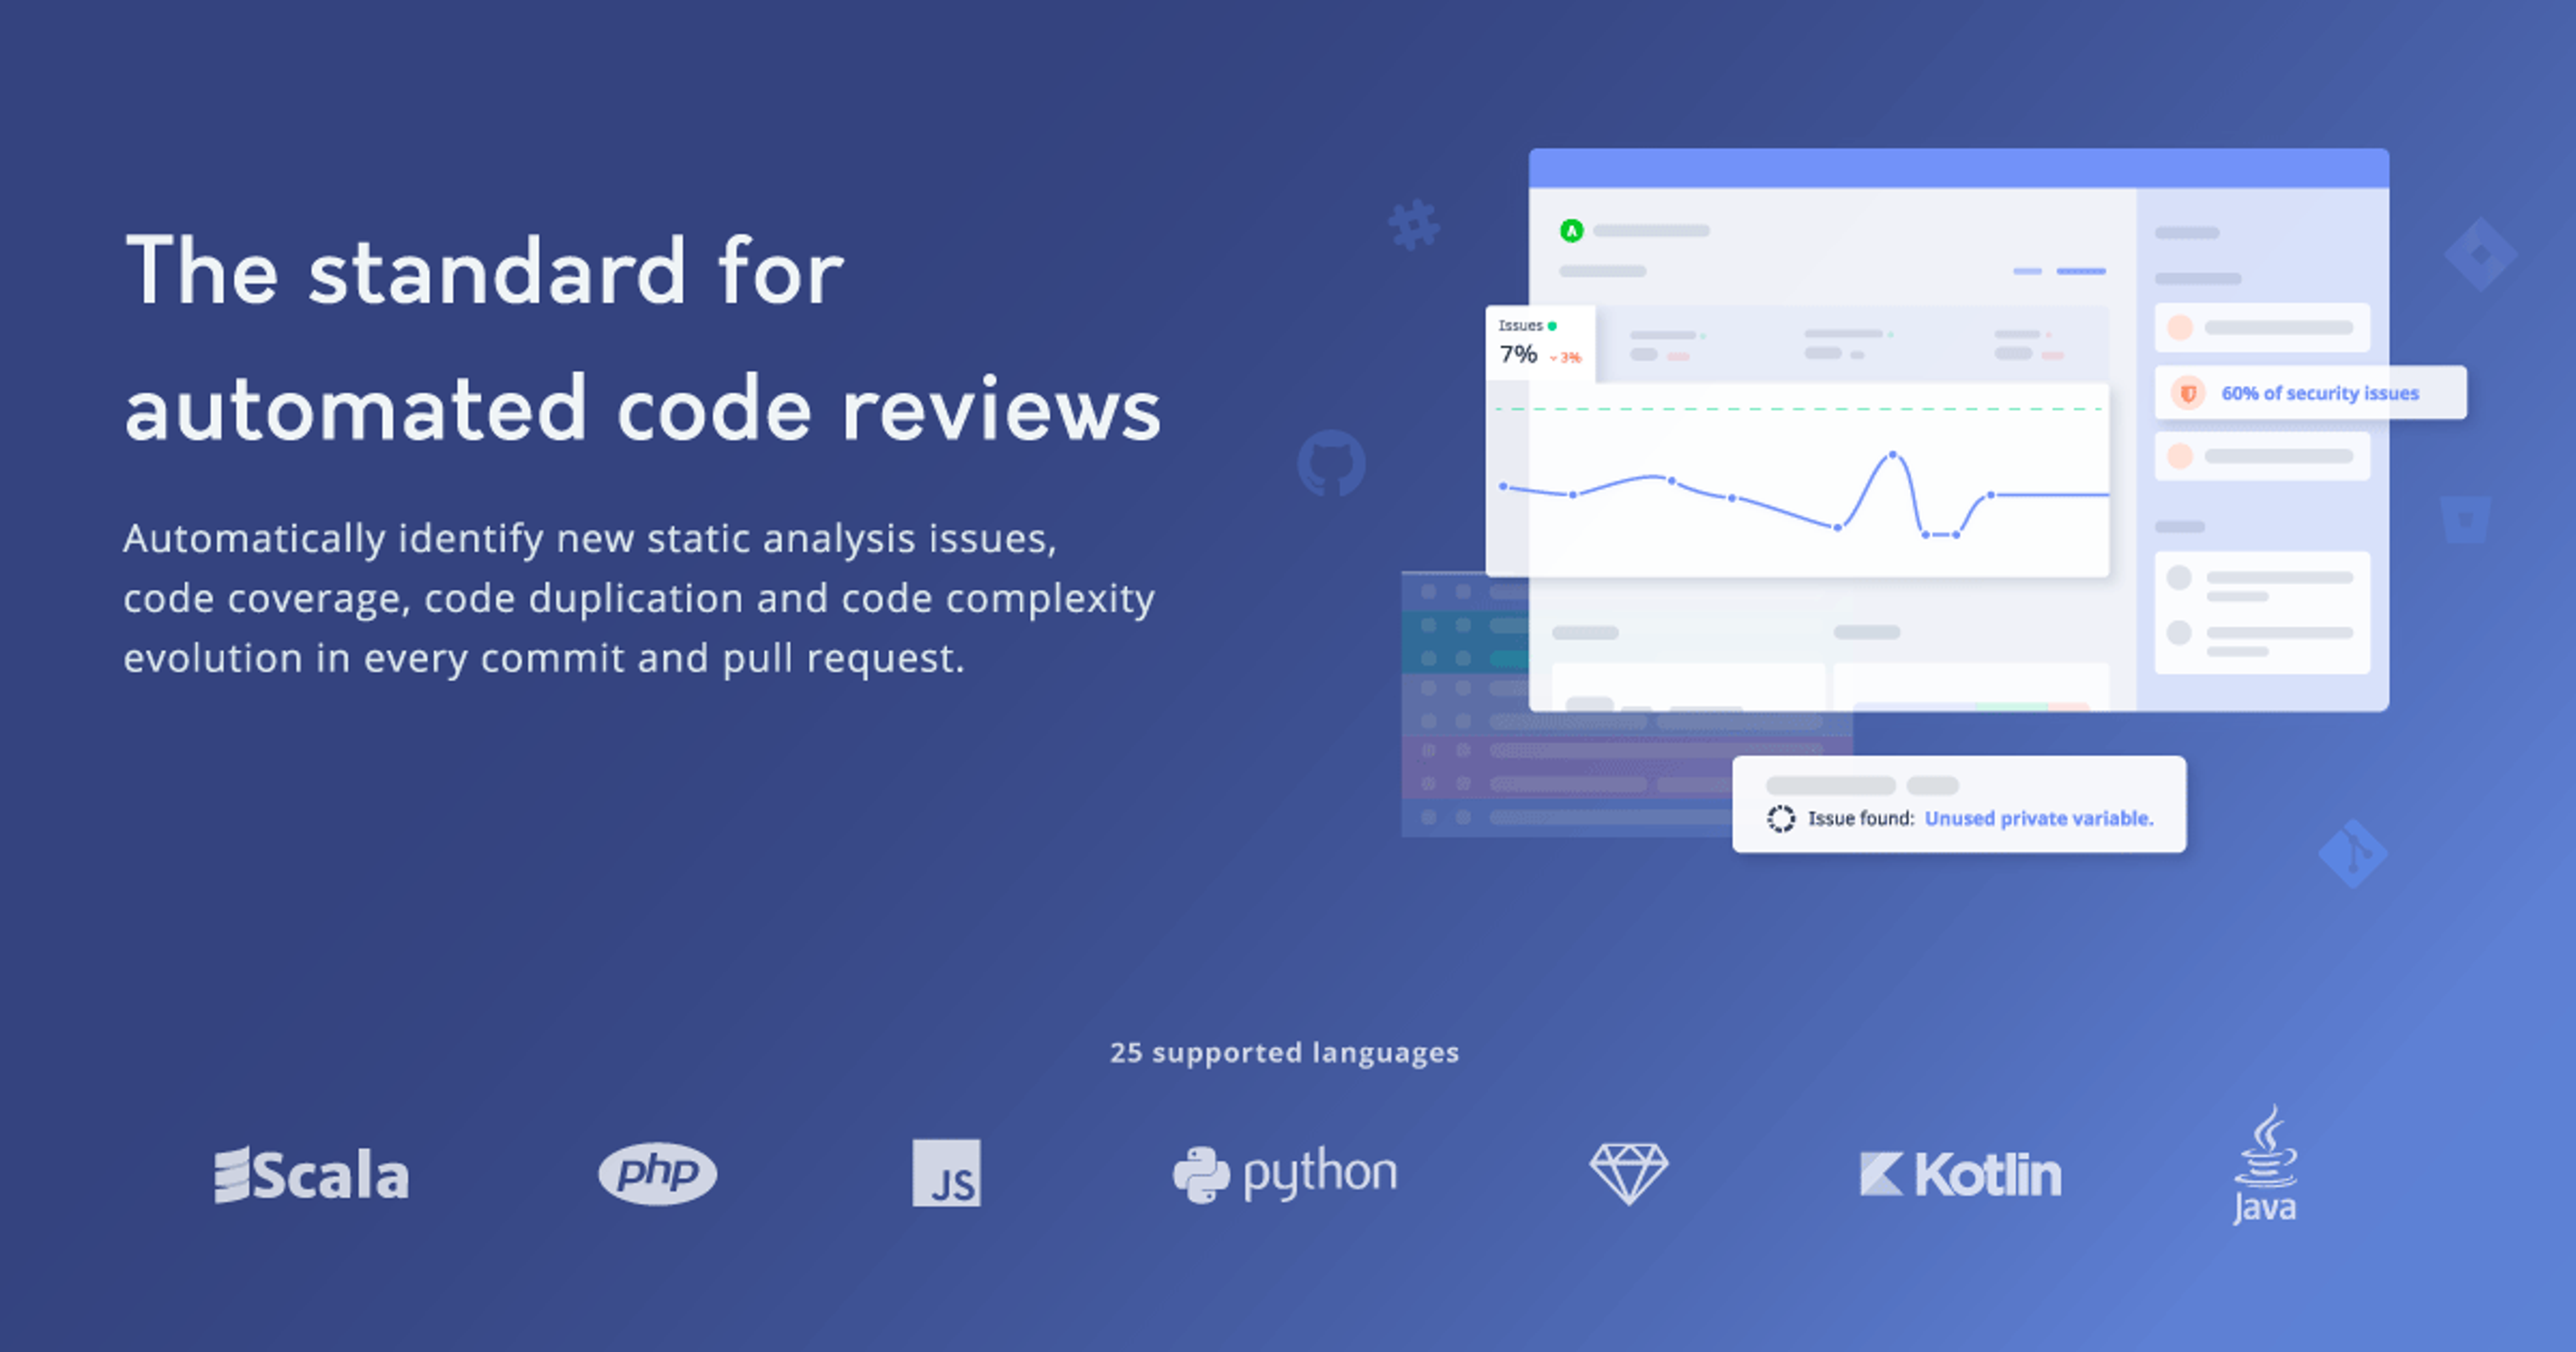 The standard for
automated code reviews
Automatically identify new static analysis issues,
code coverage, code duplication and code complexity
evolution in every commit and pull request.
Issues
7% 3%
60% of security issues
Issue found: Unused private variable.
25 supported languages
Scala
php
JS
python
Kotlin
Java